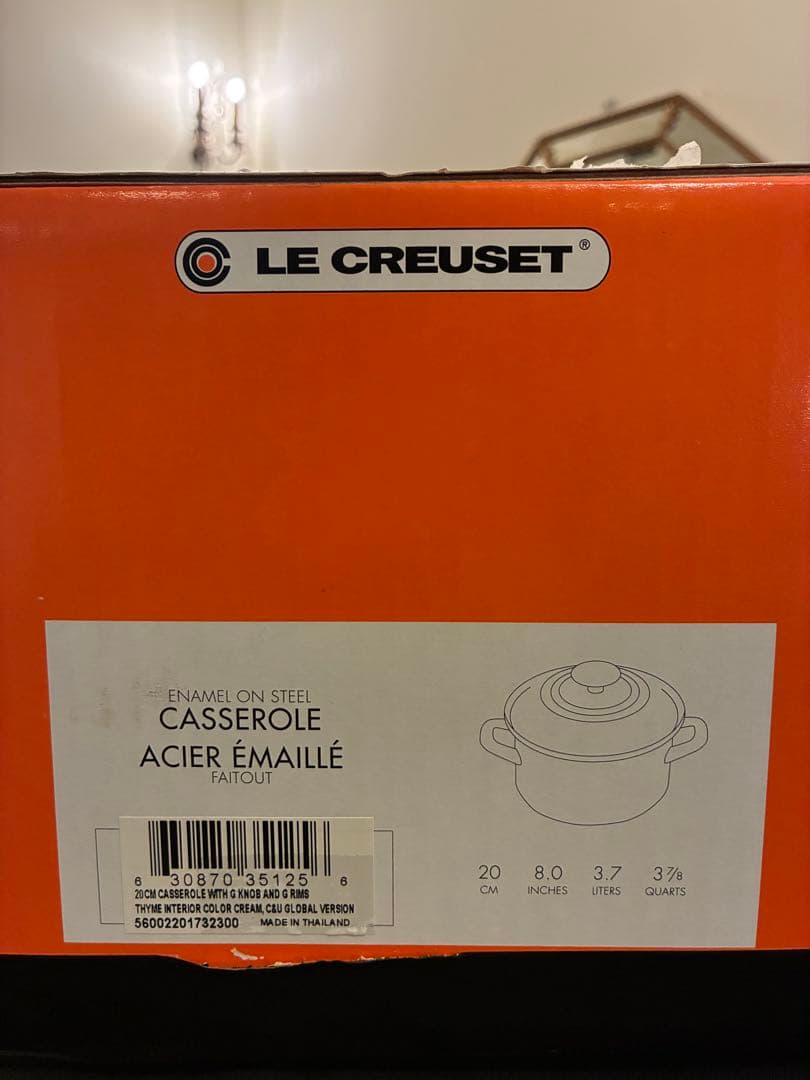 LE CREUSET®
ENAMEL ON STEEL
CASSEROLE
ACIER ÉMAILLÉ
FAITOUT
20 8.0 3.7 3⅞
CM INCHES LITERS QUARTS
6 30870 35125 6
20CM CASSEROLE WITH G KNOB AND G RIMS
THYME INTERIOR COLOR CREAM, C&U GLOBAL VERSION
56002201732300 MADE IN THAILAND